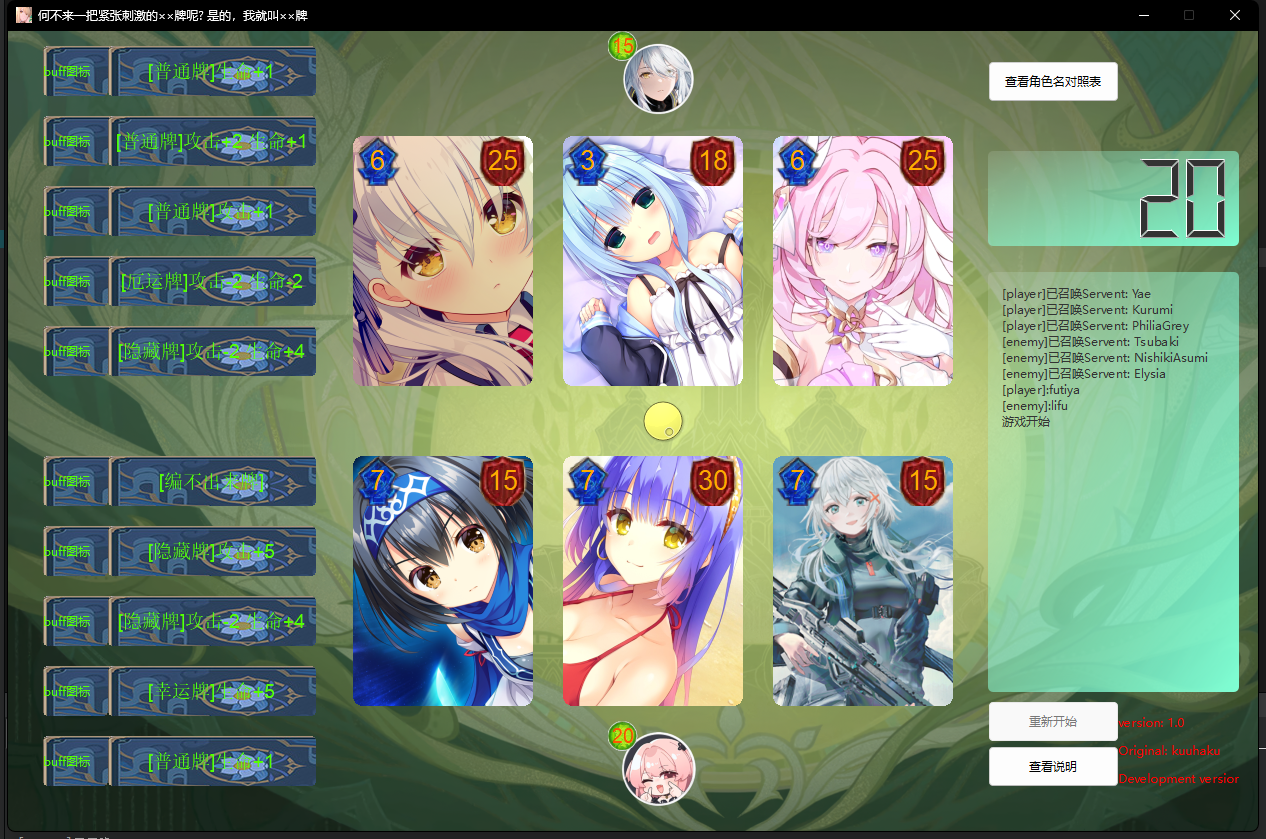 何不来一把紧张刺激的××牌呢? 是的，我就叫××牌
buff图标 [普通牌]生命+1
buff图标 [普通牌]攻击+2 生命+1
buff图标 [普通牌]攻击+1
buff图标 [厄运牌]攻击-2 生命-2
buff图标 [隐藏牌]攻击-2 生命+4
15
6 25
3 18
6 25
查看角色名对照表
20
[player]已召唤Servent: Yae
[player]已召唤Servent: Kurumi
[player]已召唤Servent: PhiliaGrey
[enemy]已召唤Servent: Tsubaki
[enemy]已召唤Servent: NishikiAsumi
[enemy]已召唤Servent: Elysia
[player]:futiya
[enemy]:lifu
游戏开始
buff图标 [编不出来牌]
buff图标 [隐藏牌]攻击+5
buff图标 [隐藏牌]攻击-2 生命+4
buff图标 [幸运牌]生命+5
buff图标 [普通牌]生命+1
7 15
7 30
7 15
20
重新开始
查看说明
version: 1.0
Original: kuuhaku
Development version